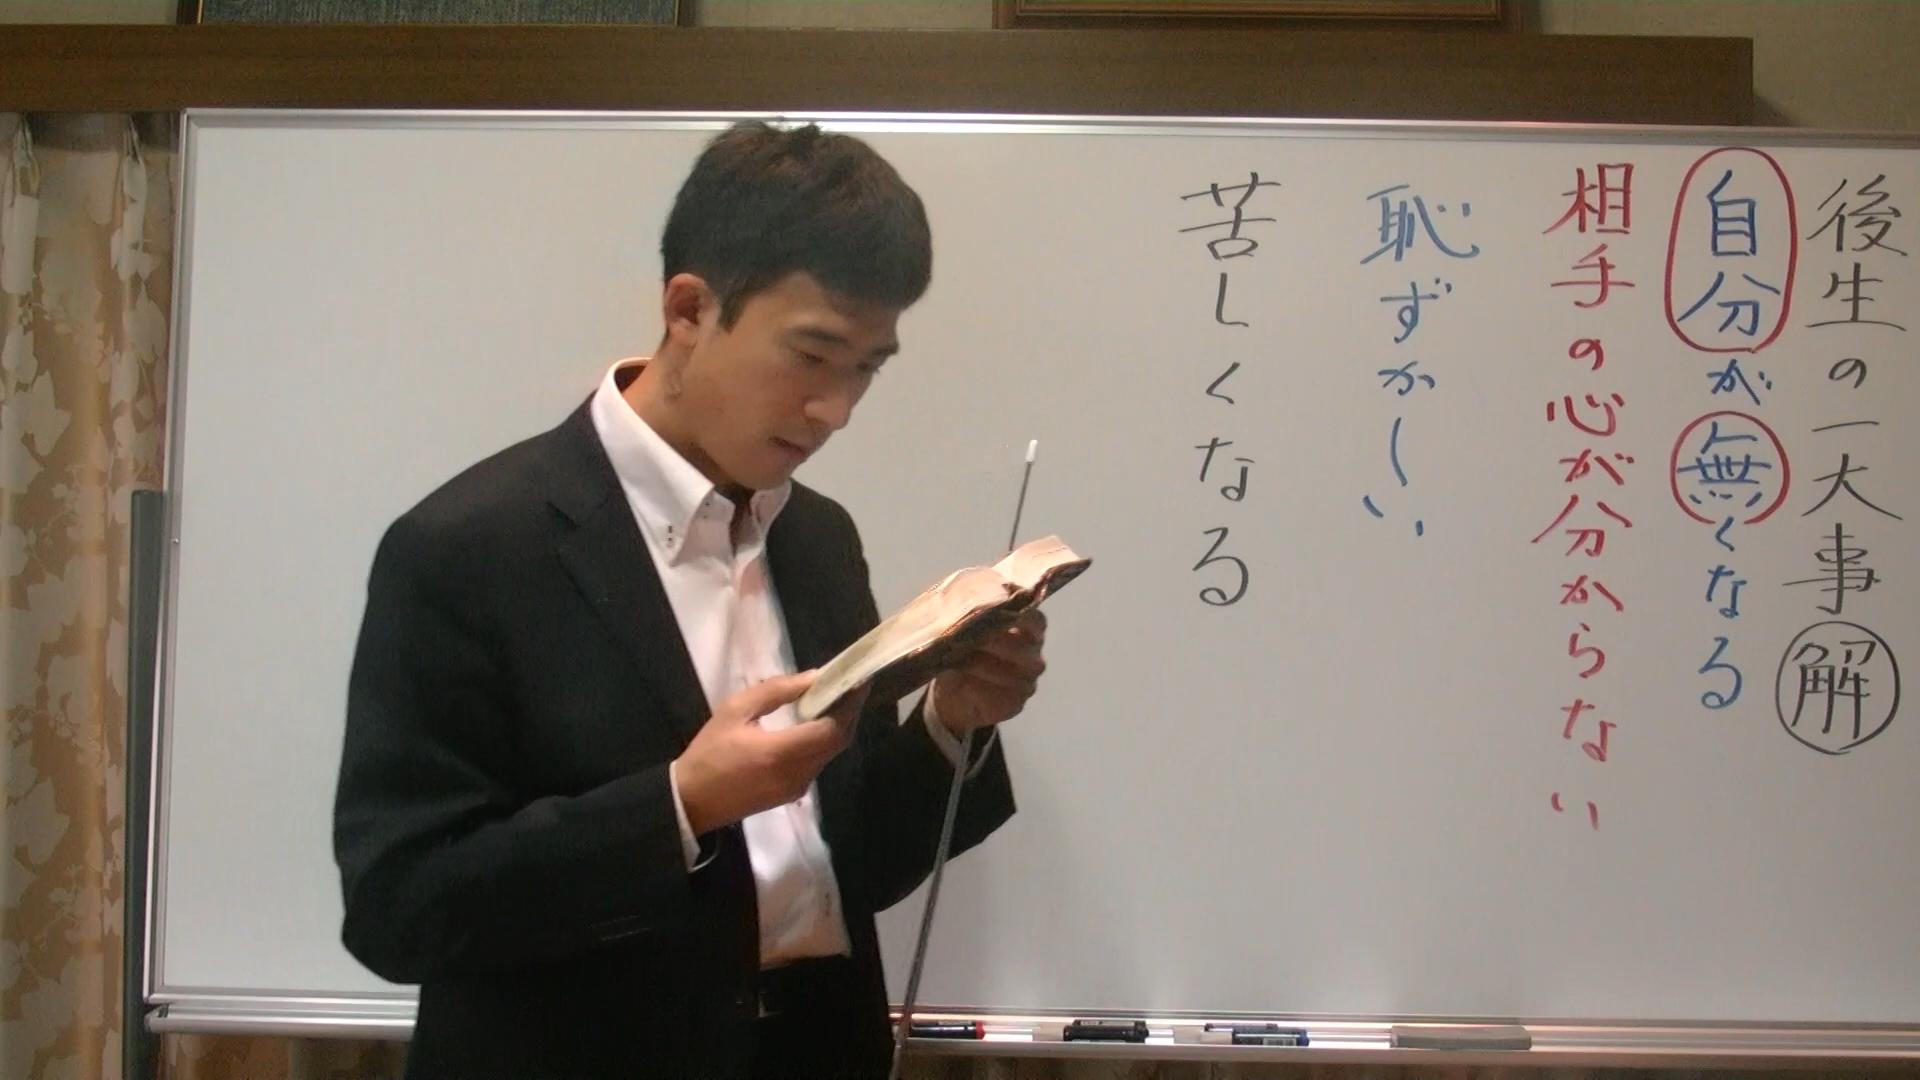 後生の一大事解
自分が無くなる
相手の心が分からない
恥ずかしい
苦しくなる